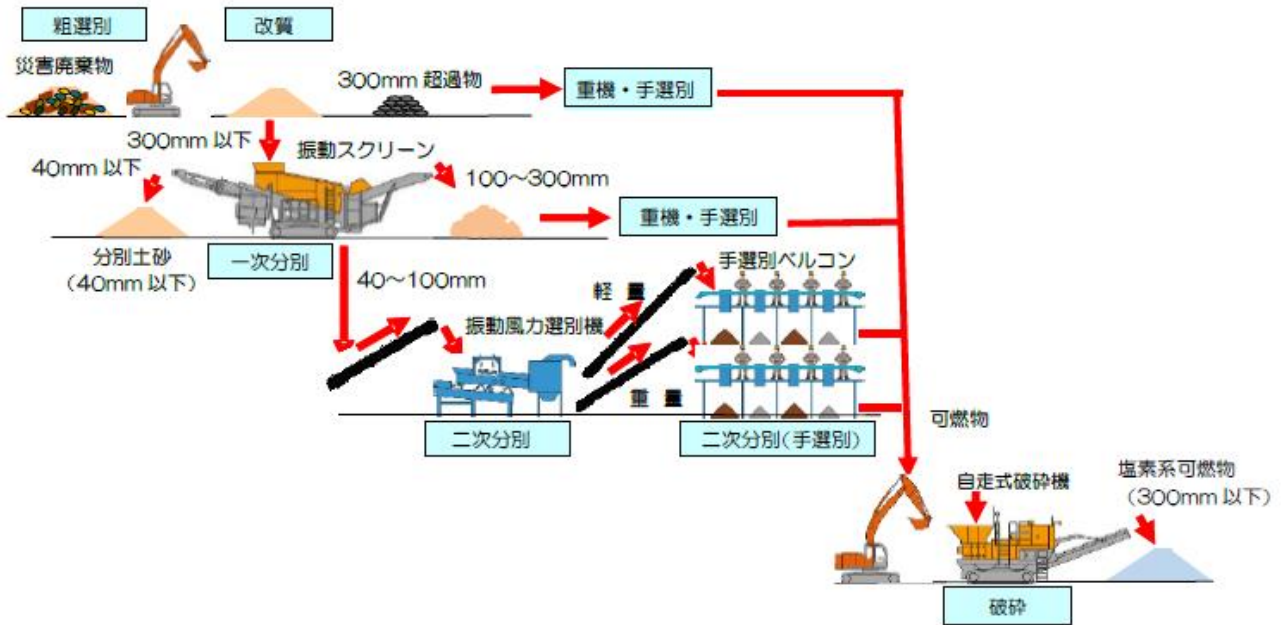 粗選別
改質
災害廃棄物
300mm 超過物
重機・手選別
300mm 以下
振動スクリーン
40mm 以下
100～300mm
重機・手選別
分別土砂
（40mm 以下）
一次分別
40～100mm
手選別ベルコン
軽 量
振動風力選別機
重 量
二次分別
二次分別(手選別)
可燃物
自走式破砕機
塩素系可燃物
（300mm 以下）
破砕